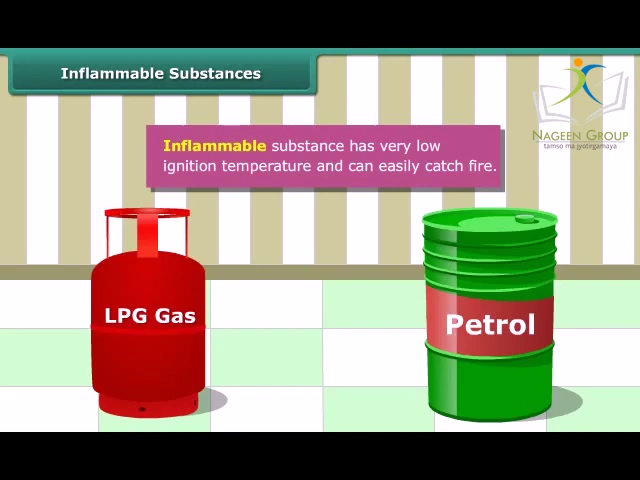 Inflammable Substances
NAGEEN GROUP
tamso ma jyotirgamaya
Inflammable substance has very low
ignition temperature and can easily catch fire.
LPG Gas
Petrol